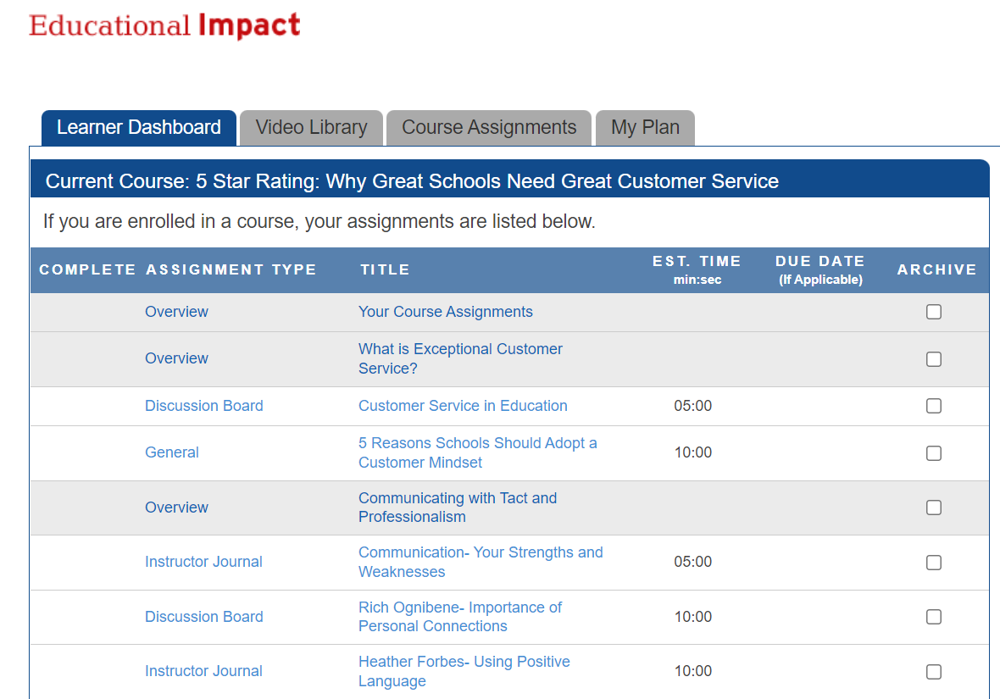 Educational Impact
Learner Dashboard Video Library Course Assignments My Plan
Current Course: 5 Star Rating: Why Great Schools Need Great Customer Service
If you are enrolled in a course, your assignments are listed below.
COMPLETE ASSIGNMENT TYPE TITLE EST. TIME min:sec DUE DATE (If Applicable) ARCHIVE
Overview Your Course Assignments
Overview What is Exceptional Customer
Service?
Discussion Board Customer Service in Education 05:00
General 5 Reasons Schools Should Adopt a
Customer Mindset 10:00
Overview Communicating with Tact and
Professionalism
Instructor Journal Communication- Your Strengths and
Weaknesses 05:00
Discussion Board Rich Ognibene- Importance of
Personal Connections 10:00
Instructor Journal Heather Forbes- Using Positive
Language 10:00